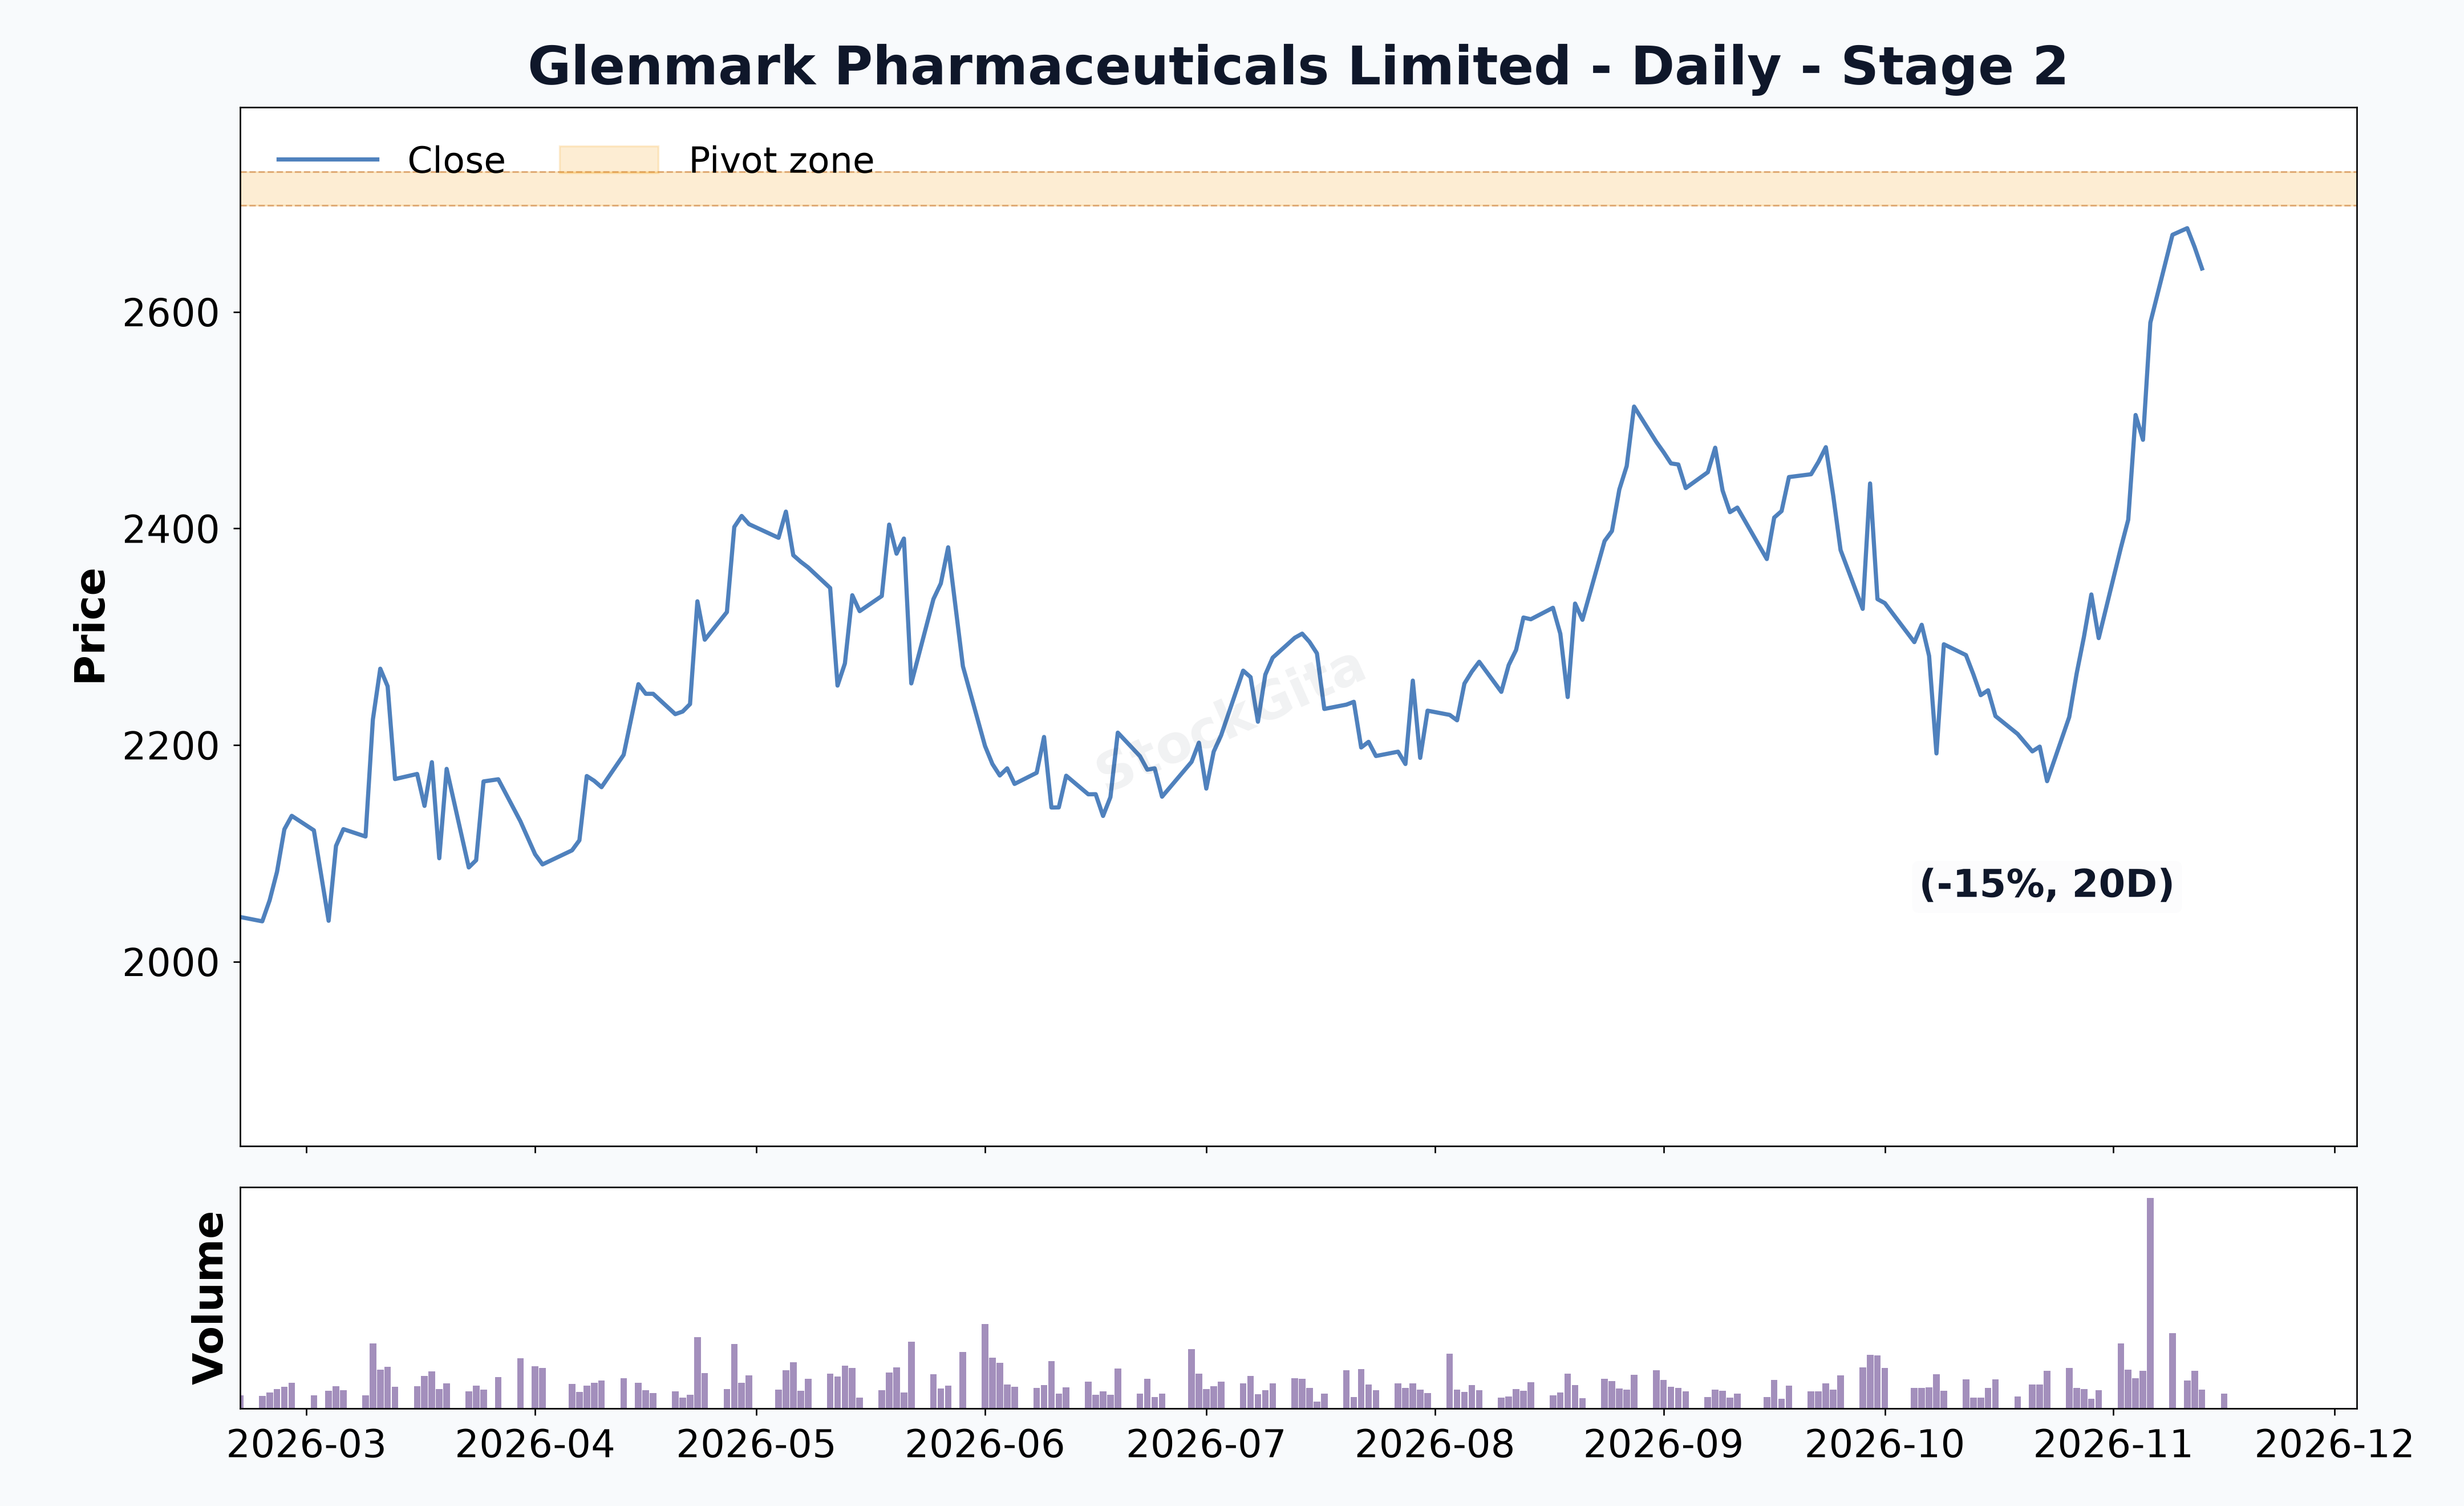 Glenmark Pharmaceuticals Limited - Daily - Stage 2
Close
Pivot zone
Price
2600
2400
2200
2000
StockGita
(-15%, 20D)
Volume
2026-03
2026-04
2026-05
2026-06
2026-07
2026-08
2026-09
2026-10
2026-11
2026-12